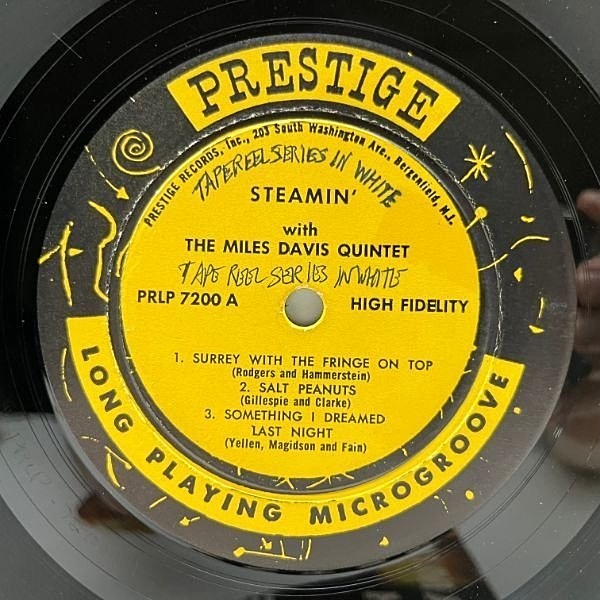 PRESTIGE
PRESTIGE RECORDS, Inc., 203 South Washington Ave., Bergenfield, N.J.
TAPE REEL SERIES IN WHITE
STEAMIN'
with
THE MILES DAVIS QUINTET
TAPE REEL SERIES IN WHITE
PRLP 7200 A HIGH FIDELITY
1. SURREY WITH THE FRINGE ON TOP
(Rodgers and Hammerstein)
2. SALT PEANUTS
(Gillespie and Clarke)
3. SOMETHING I DREAMED
LAST NIGHT
(Yellen, Magidson and Fain)
LONG PLAYING MICROGROOVE